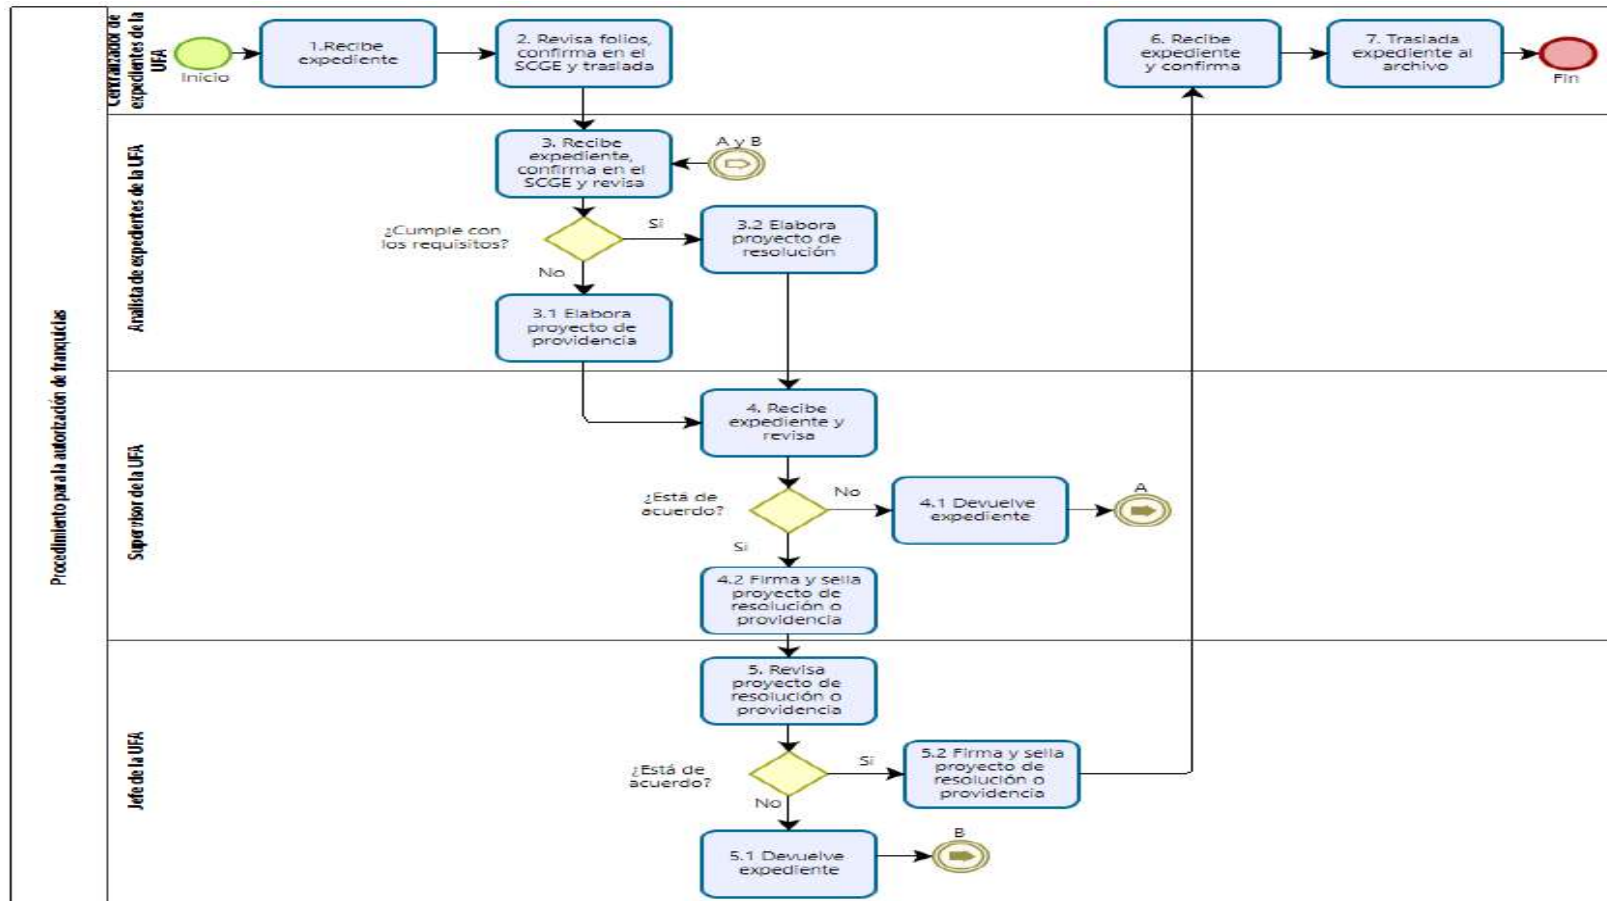 Procedimiento para la autorización de franquicias
Centralizador de
expedientes de la
UFA
Inicio
1.Recibe
expediente
2. Revisa folios,
confirma en el
SCGE y traslada
6. Recibe
expediente
y confirma
7. Traslada
expediente al
archivo
Fin
Analista de expedientes de la UFA
3. Recibe
expediente,
confirma en el
SCGE y revisa
A y B
¿Cumple con
los requisitos?
Si
No
3.2 Elabora
proyecto de
resolución
3.1 Elabora
proyecto de
providencia
Supervisor de la UFA
4. Recibe
expediente y
revisa
¿Está de
acuerdo?
No
Si
4.1 Devuelve
expediente
A
4.2 Firma y sella
proyecto de
resolución o
providencia
Jefe de la UFA
5. Revisa
proyecto de
resolución o
providencia
¿Está de
acuerdo?
Si
No
5.2 Firma y sella
proyecto de
resolución o
providencia
5.1 Devuelve
expediente
B